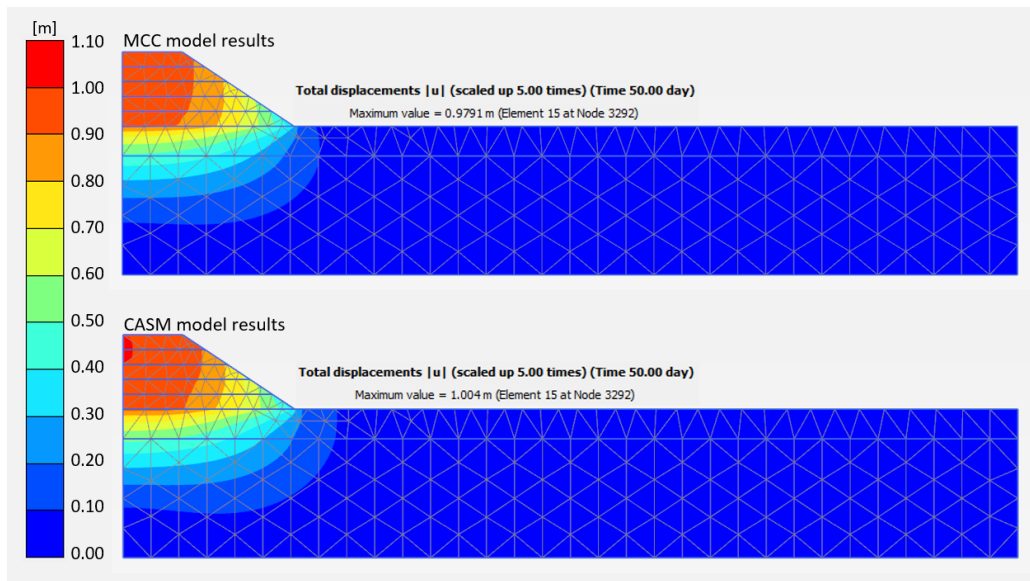 [m]
1.10
1.00
0.90
0.80
0.70
0.60
0.50
0.40
0.30
0.20
0.10
0.00
MCC model results
Total displacements |u| (scaled up 5.00 times) (Time 50.00 day)
Maximum value = 0.9791 m (Element 15 at Node 3292)
CASM model results
Total displacements |u| (scaled up 5.00 times) (Time 50.00 day)
Maximum value = 1.004 m (Element 15 at Node 3292)